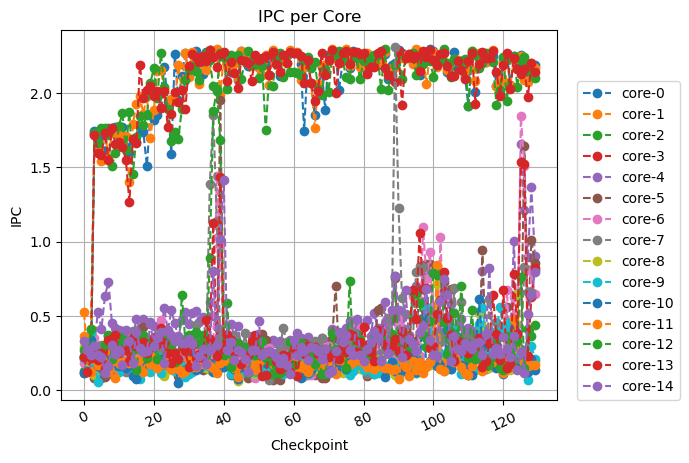 IPC per Core
IPC
2.0
1.5
1.0
0.5
0.0
0
20
40
60
80
100
120
Checkpoint
core-0
core-1
core-2
core-3
core-4
core-5
core-6
core-7
core-8
core-9
core-10
core-11
core-12
core-13
core-14